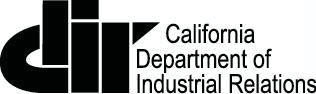 dir
California
Department of
Industrial Relations